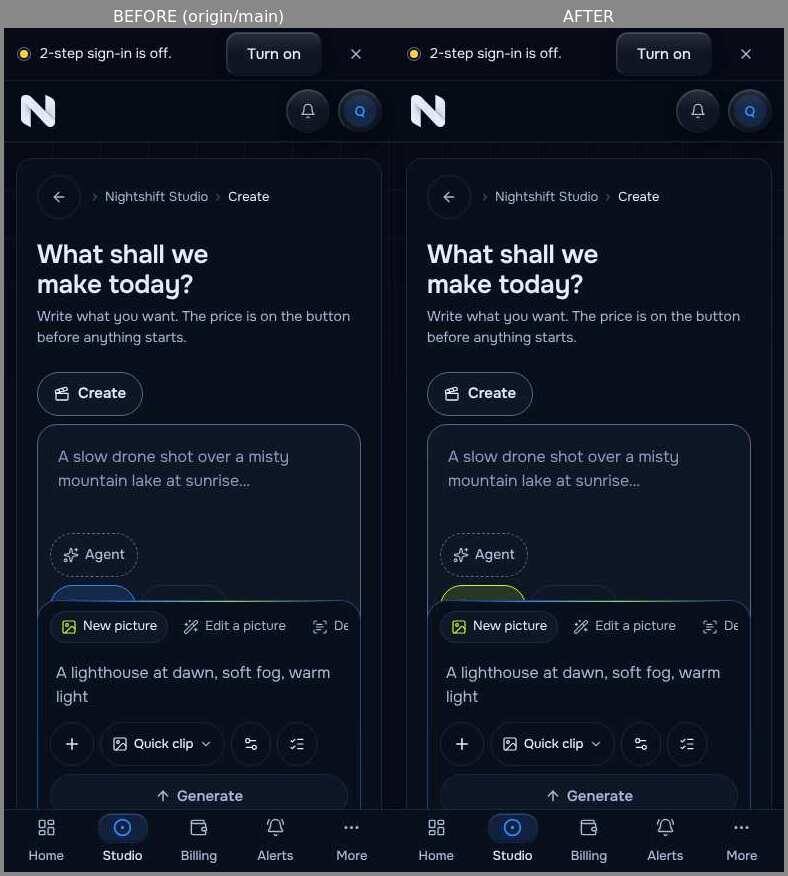 BEFORE (origin/main)
2-step sign-in is off.
Turn on
Q
Nightshift Studio
Create
What shall we
make today?
Write what you want. The price is on the button
before anything starts.
Create
A slow drone shot over a misty
mountain lake at sunrise...
Agent
New picture
Edit a picture
De
A lighthouse at dawn, soft fog, warm
light
Quick clip
Generate
Home
Studio
Billing
Alerts
More
AFTER
2-step sign-in is off.
Turn on
Q
Nightshift Studio
Create
What shall we
make today?
Write what you want. The price is on the button
before anything starts.
Create
A slow drone shot over a misty
mountain lake at sunrise...
Agent
New picture
Edit a picture
De
A lighthouse at dawn, soft fog, warm
light
Quick clip
Generate
Home
Studio
Billing
Alerts
More